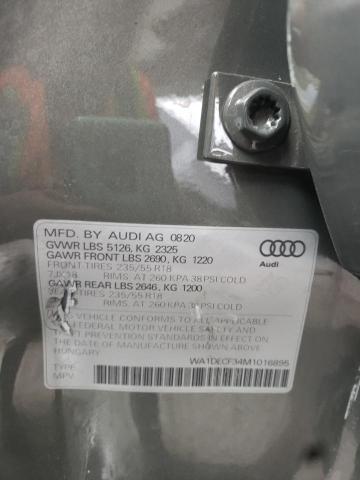 MFD. BY AUDI AG 0820
GVWR LBS 5126, KG 2325
GAWR FRONT LBS 2690, KG 1220
FRONT TIRES 235/55 R18
RIMS, AT 260 KPA 38 PSI COLD
GAWR REAR LBS 2646, KG 1200
TIRES 235/55 R18
RIMS, AT 260 KPA 38 PSI COLD
Audi
VEHICLE CONFORMS TO ALL APPLICABLE
FEDERAL MOTOR VEHICLE SAFETY, BUMPER
THEFT PREVENTION STANDARDS IN EFFECT
THE DATE OF MANUFACTURE SHOWN ABOVE
HUNGARY
WA1DECF34M1016895
TYPE
MPV